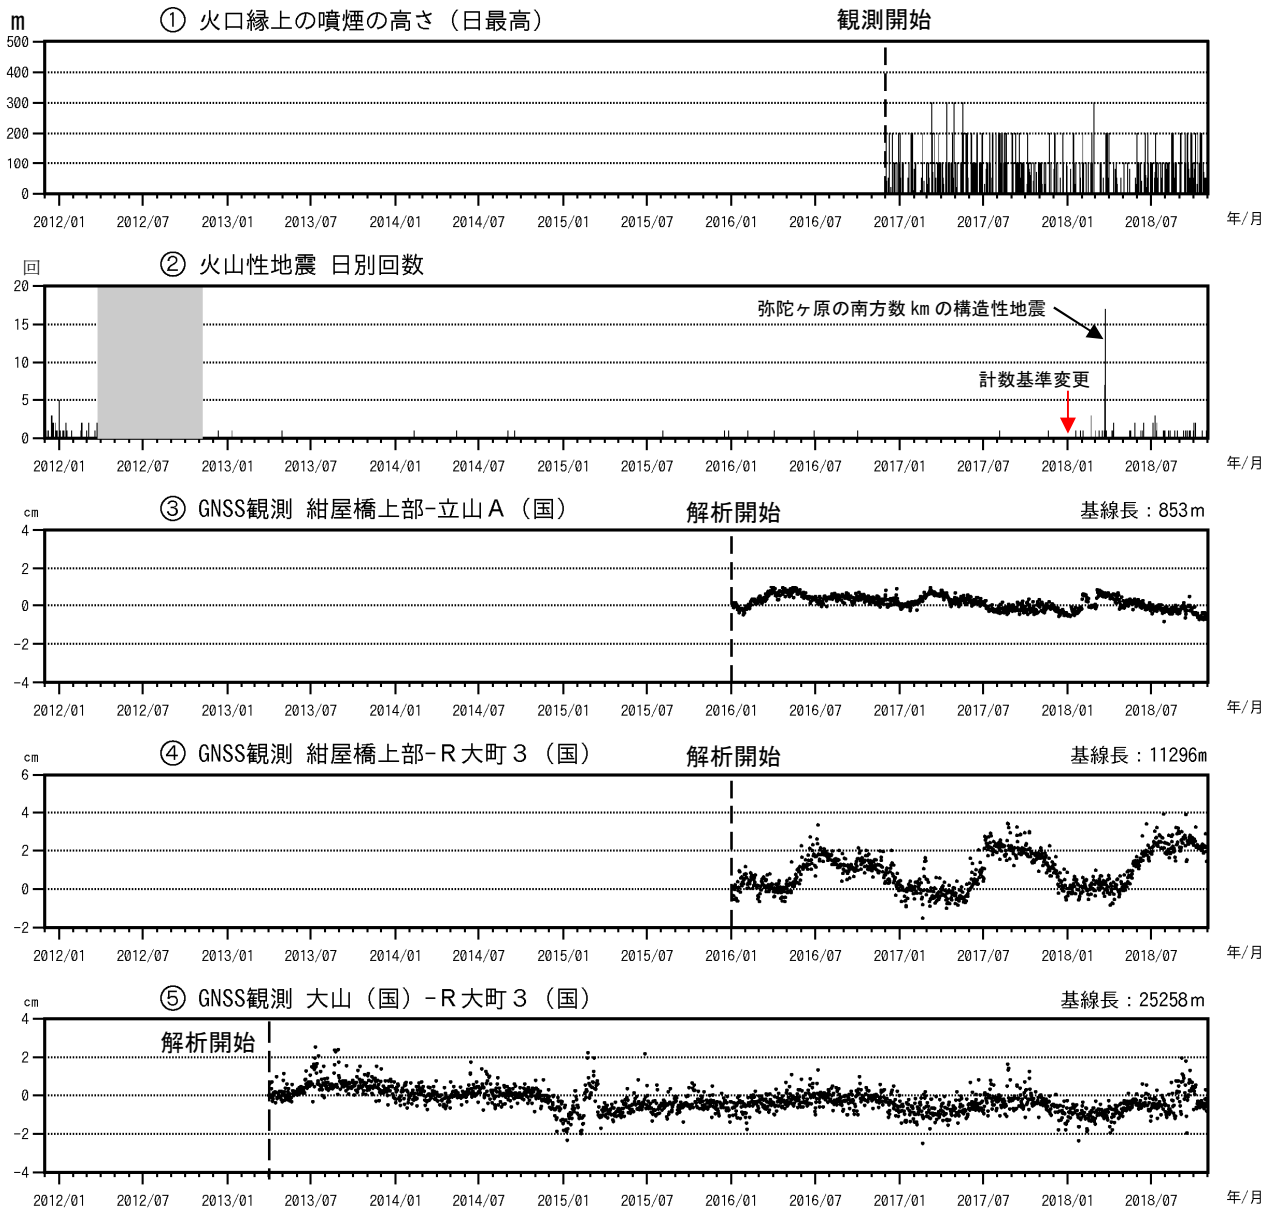 m ① 火口縁上の噴煙の高さ（日最高） 観測開始
500
400
300
200
100
0
2012/01 2012/07 2013/01 2013/07 2014/01 2014/07 2015/01 2015/07 2016/01 2016/07 2017/01 2017/07 2018/01 2018/07 年/月
回 ② 火山性地震 日別回数
20
弥陀ヶ原の南方数 km の構造性地震
15
10
計数基準変更
5
0
2012/01 2012/07 2013/01 2013/07 2014/01 2014/07 2015/01 2015/07 2016/01 2016/07 2017/01 2017/07 2018/01 2018/07 年/月
cm ③ GNSS観測 紺屋橋上部-立山Ａ（国） 解析開始 基線長：853m
4
2
0
-2
-4
2012/01 2012/07 2013/01 2013/07 2014/01 2014/07 2015/01 2015/07 2016/01 2016/07 2017/01 2017/07 2018/01 2018/07 年/月
cm ④ GNSS観測 紺屋橋上部-Ｒ大町３（国） 解析開始 基線長：11296m
6
4
2
0
-2
2012/01 2012/07 2013/01 2013/07 2014/01 2014/07 2015/01 2015/07 2016/01 2016/07 2017/01 2017/07 2018/01 2018/07 年/月
cm ⑤ GNSS観測 大山（国）-Ｒ大町３（国） 基線長：25258m
4
解析開始
2
0
-2
-4
2012/01 2012/07 2013/01 2013/07 2014/01 2014/07 2015/01 2015/07 2016/01 2016/07 2017/01 2017/07 2018/01 2018/07 年/月